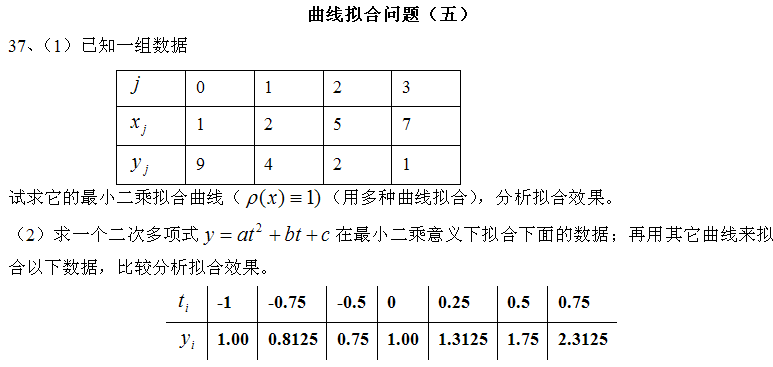 曲线拟合问题（五）
37、（1）已知一组数据
j 0 1 2 3
x_j 1 2 5 7
y_j 9 4 2 1
试求它的最小二乘拟合曲线（ρ(x)≡1)（用多种曲线拟合），分析拟合效果。
（2）求一个二次多项式 y = at² + bt + c 在最小二乘意义下拟合下面的数据；再用其它曲线来拟
合以下数据，比较分析拟合效果。
t_i -1 -0.75 -0.5 0 0.25 0.5 0.75
y_i 1.00 0.8125 0.75 1.00 1.3125 1.75 2.3125